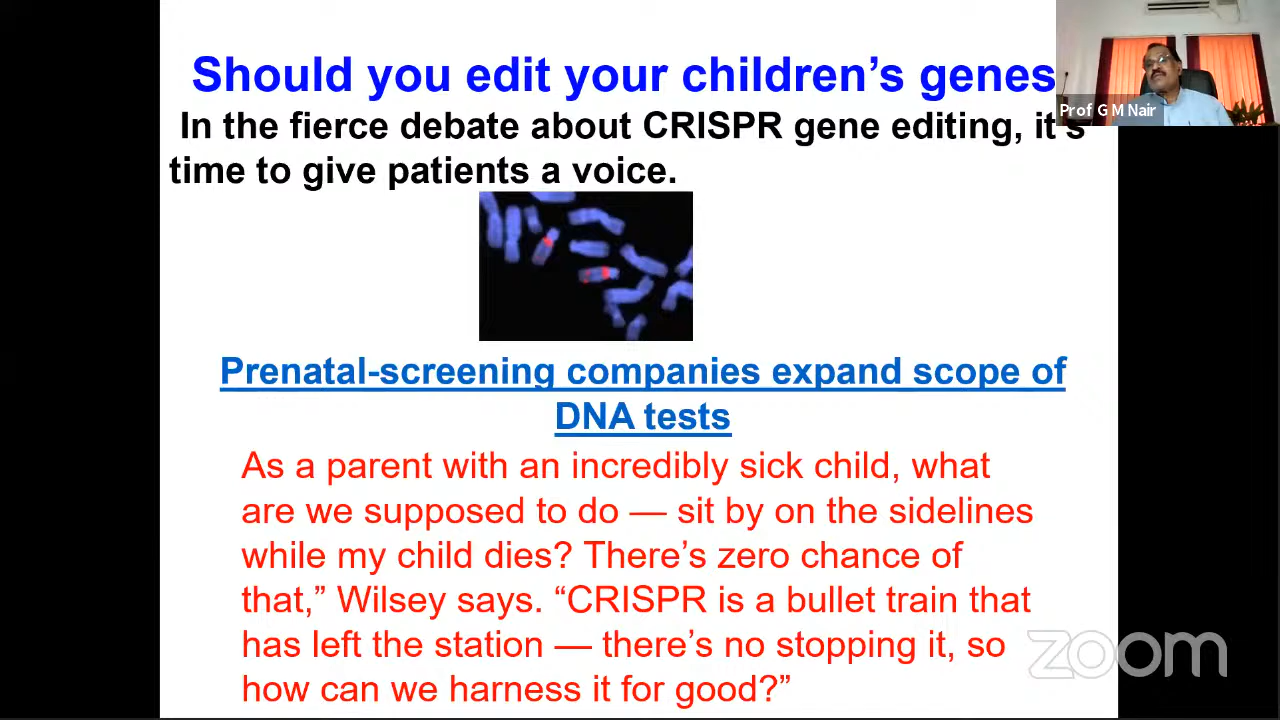 Should you edit your children’s genes
In the fierce debate about CRISPR gene editing, it’s
time to give patients a voice.
Prof G M Nair
Prenatal-screening companies expand scope of
DNA tests
As a parent with an incredibly sick child, what
are we supposed to do — sit by on the sidelines
while my child dies? There’s zero chance of
that,” Wilsey says. “CRISPR is a bullet train that
has left the station — there’s no stopping it, so
how can we harness it for good?”
zoom